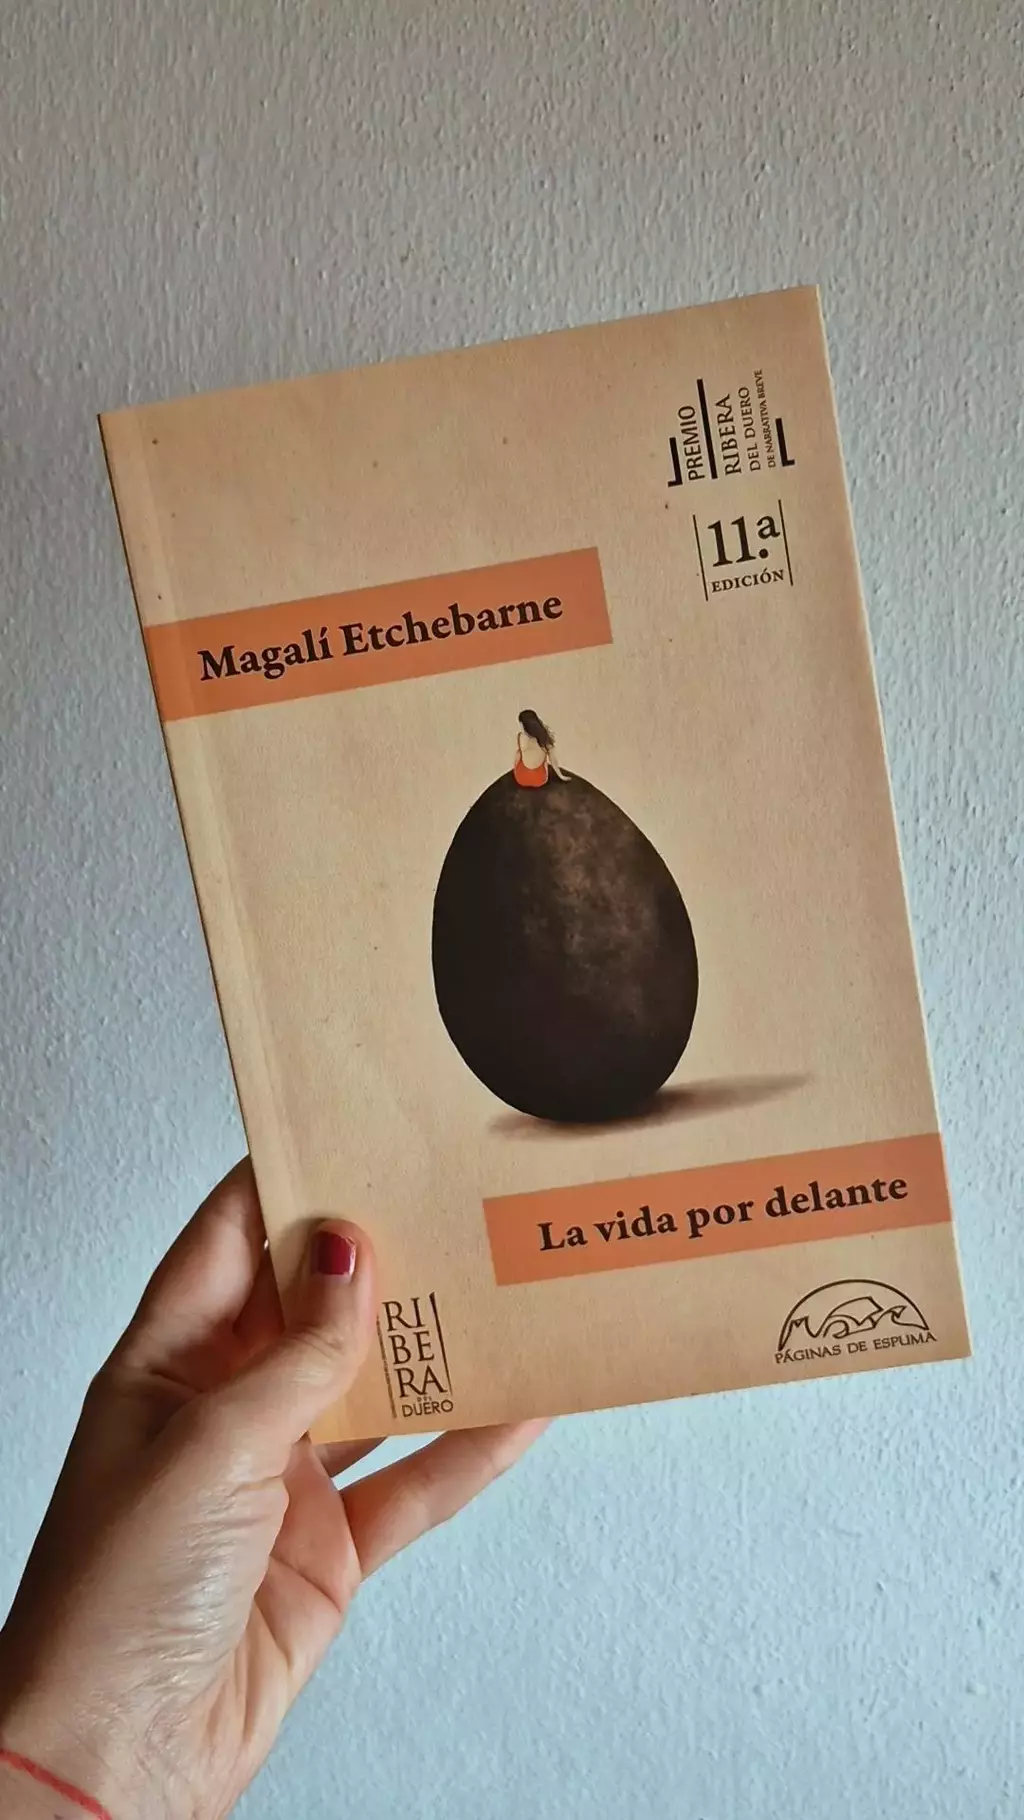 PREMIO
RIBERA
DEL DUERO
DE NARRATIVA BREVE
11.ª
EDICIÓN
Magalí Etchebarne
La vida por delante
RI
BE
RA
DEL
DUERO
PÁGINAS DE ESPUMA